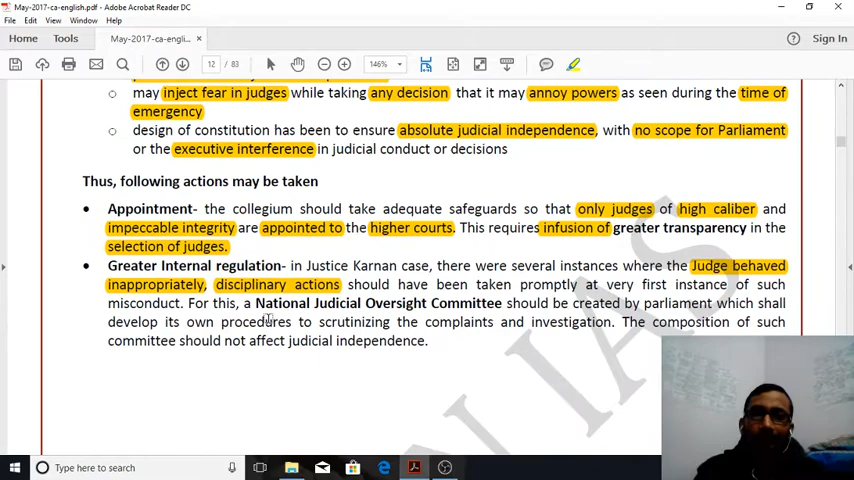 May-2017-ca-english.pdf - Adobe Acrobat Reader DC
File Edit View Window Help
Home Tools May-2017-ca-engli... × Sign In
12 / 83 146%
may inject fear in judges while taking any decision that it may annoy powers as seen during the time of
emergency
design of constitution has been to ensure absolute judicial independence, with no scope for Parliament
or the executive interference in judicial conduct or decisions
Thus, following actions may be taken
Appointment- the collegium should take adequate safeguards so that only judges of high caliber and
impeccable integrity are appointed to the higher courts. This requires infusion of greater transparency in the
selection of judges.
Greater Internal regulation- in Justice Karnan case, there were several instances where the Judge behaved
inappropriately, disciplinary actions should have been taken promptly at very first instance of such
misconduct. For this, a National Judicial Oversight Committee should be created by parliament which shall
develop its own procedures to scrutinizing the complaints and investigation. The composition of such
committee should not affect judicial independence.
N IAS
Type here to search